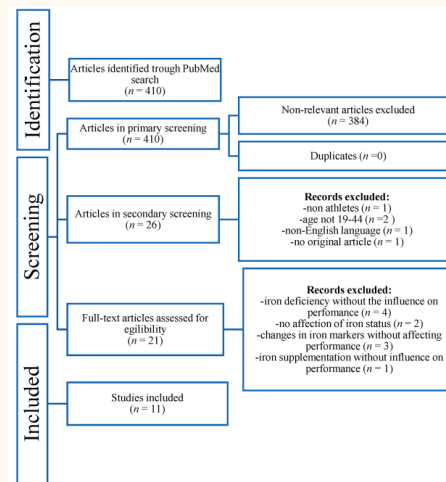 Identification
Articles identified trough PubMed
search
(n = 410)
Non-relevant articles excluded
(n = 384)
Articles in primary screening
(n = 410)
Duplicates (n =0)
Screening
Articles in secondary screening
(n = 26)
Records excluded:
-non athletes (n = 1)
-age not 19-44 (n =2 )
-non-English language (n = 1)
-no original article (n = 1)
Full-text articles assessed for
egilibility
(n = 21)
Records excluded:
-iron deficiency without the influence on
perfomance (n = 4)
-no affection of iron status (n = 2)
-changes in iron markers without affecting
performance (n = 3)
-iron supplementation without influence on
performance (n = 1)
Included
Studies included
(n = 11)